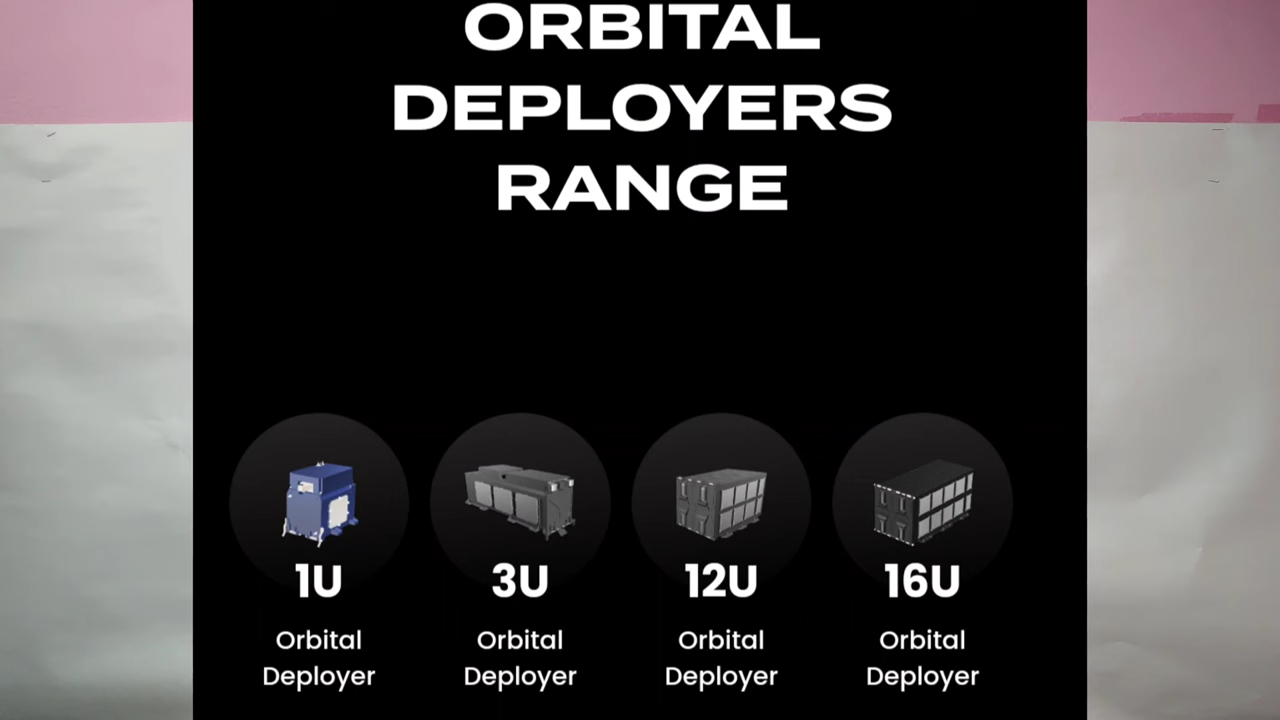 ORBITAL
DEPLOYERS
RANGE
1U
3U
12U
16U
Orbital
Deployer
Orbital
Deployer
Orbital
Deployer
Orbital
Deployer